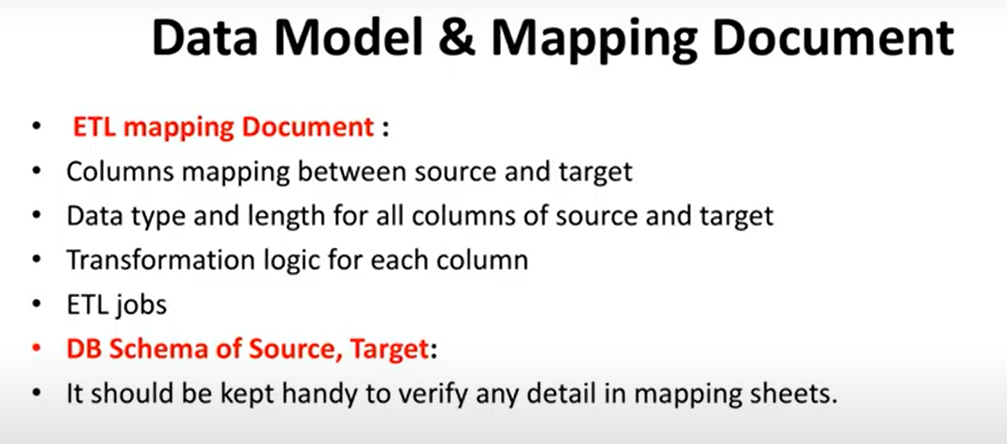 Data Model & Mapping Document
• ETL mapping Document :
• Columns mapping between source and target
• Data type and length for all columns of source and target
• Transformation logic for each column
• ETL jobs
• DB Schema of Source, Target:
• It should be kept handy to verify any detail in mapping sheets.